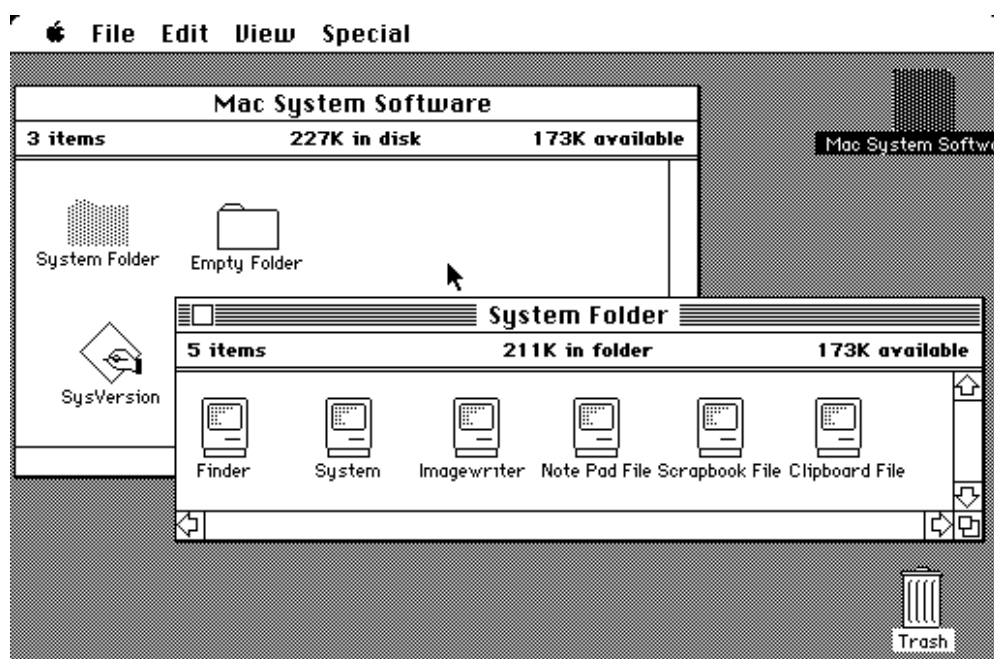 File Edit View Special
Mac System Software
3 items 227K in disk 173K available
Mac System Softw
System Folder Empty Folder
System Folder
5 items 211K in folder 173K available
SysVersion
Finder System Imagewriter Note Pad File Scrapbook File Clipboard File
Trash